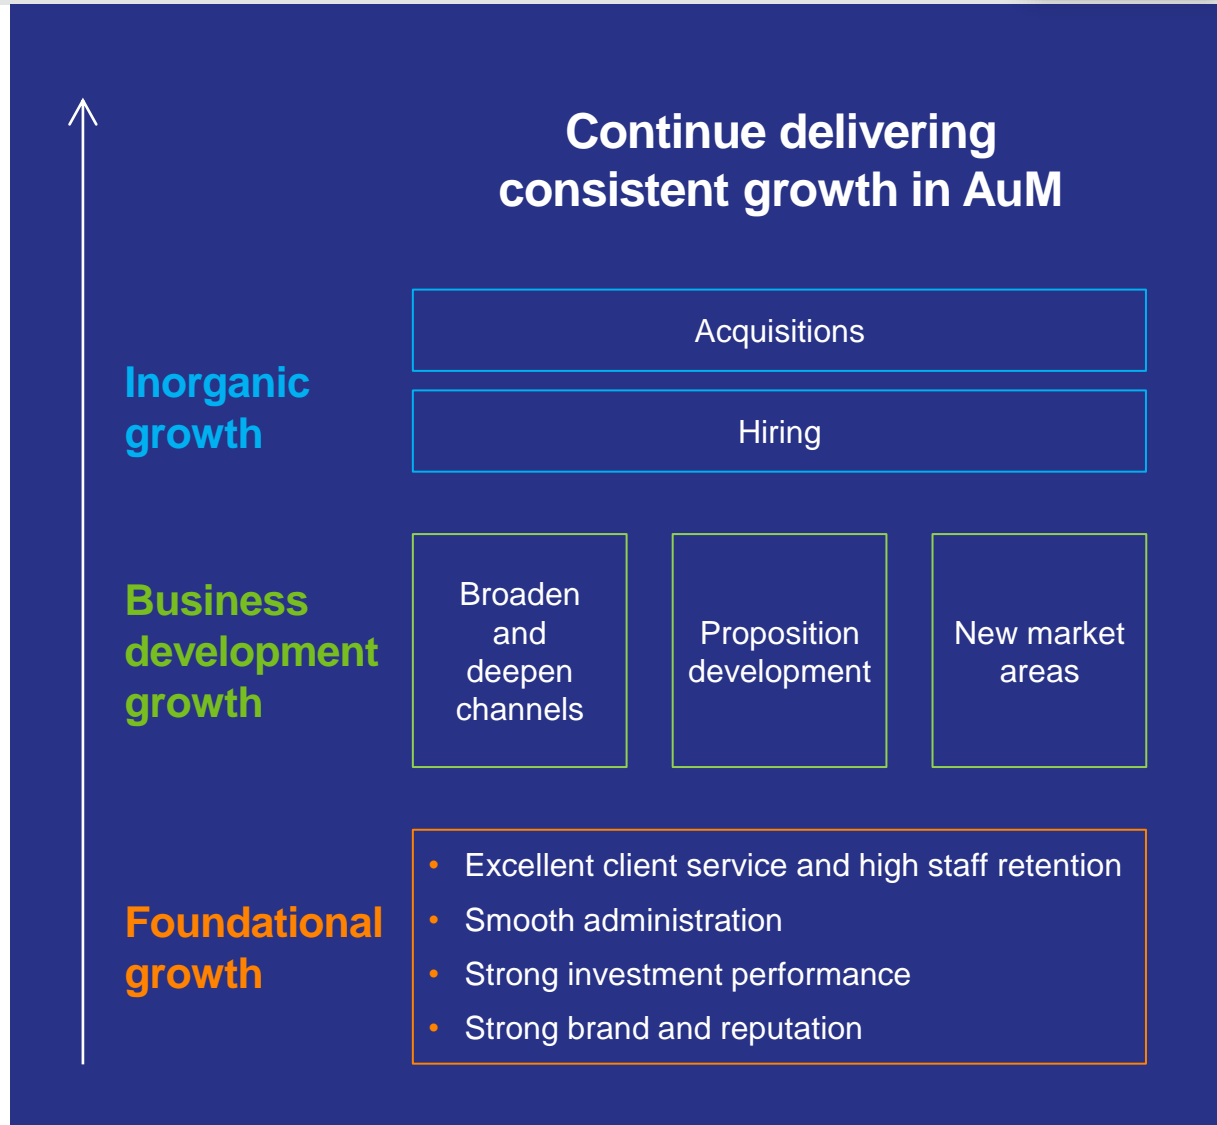 Continue delivering
consistent growth in AuM
Inorganic
growth
Acquisitions
Hiring
Business
development
growth
Broaden
and
deepen
channels
Proposition
development
New market
areas
Foundational
growth
• Excellent client service and high staff retention
• Smooth administration
• Strong investment performance
• Strong brand and reputation